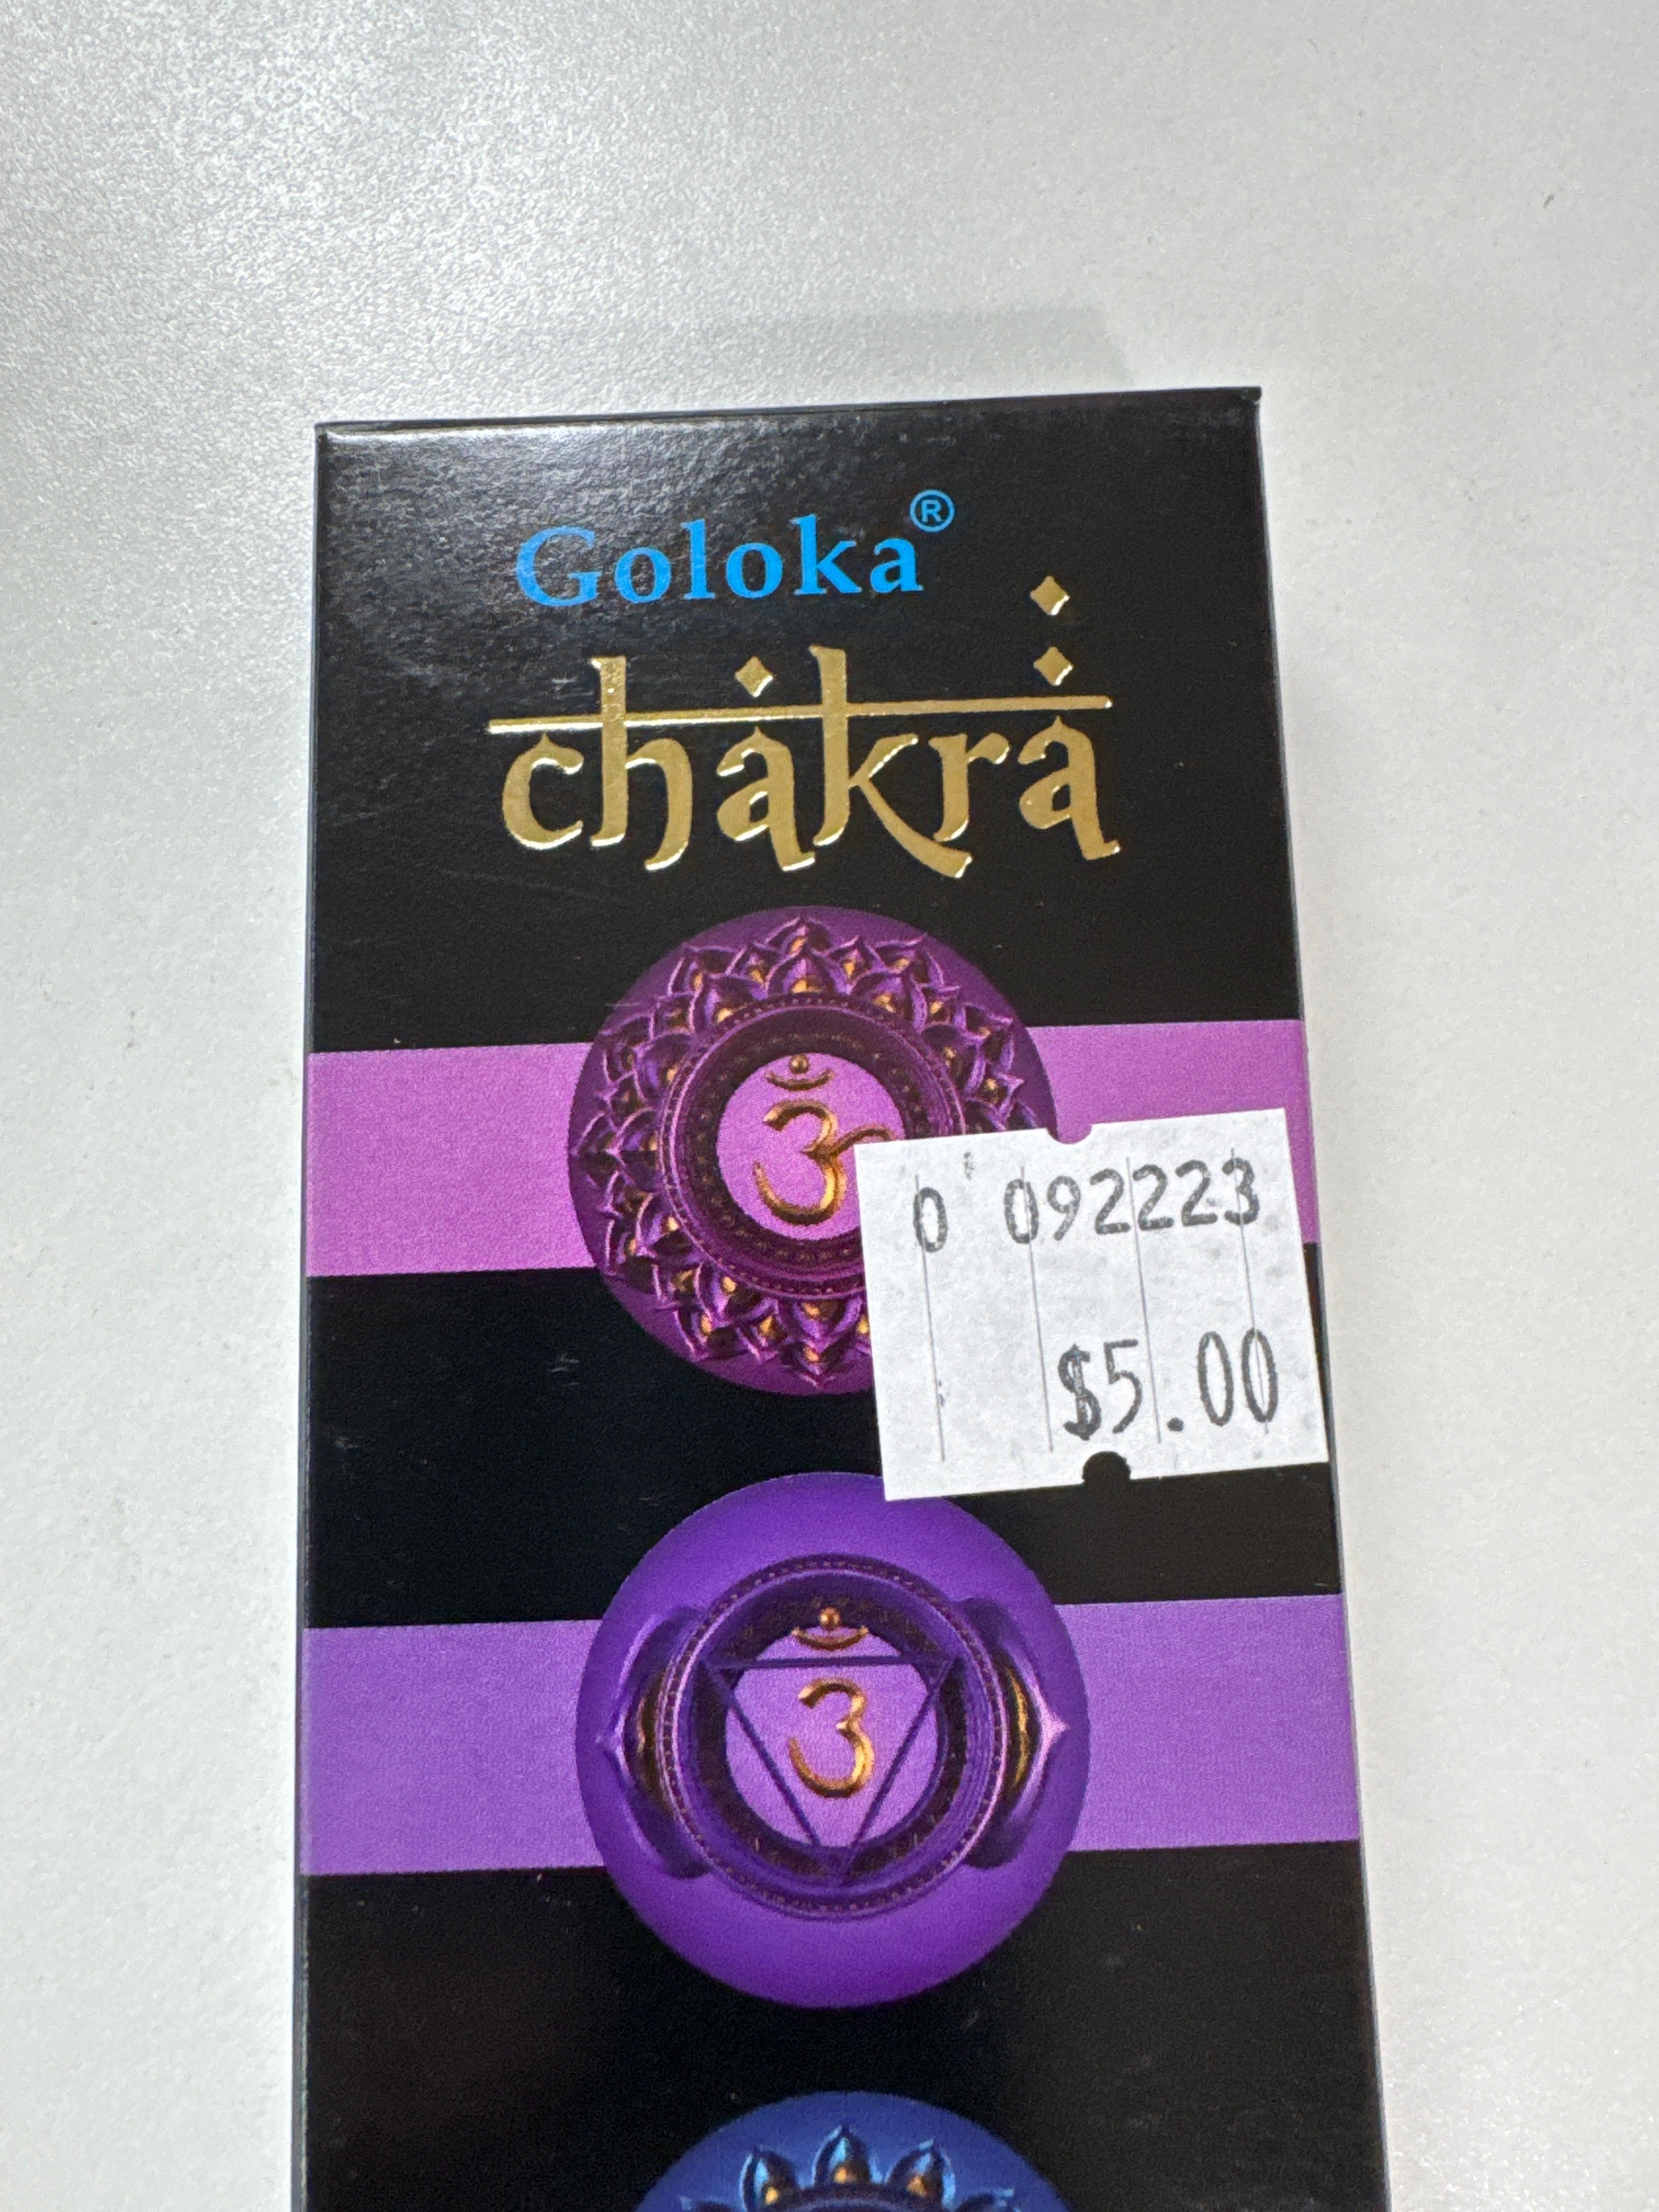 Goloka®
chakra
ॐ
0 092223
$5.00
ॐ